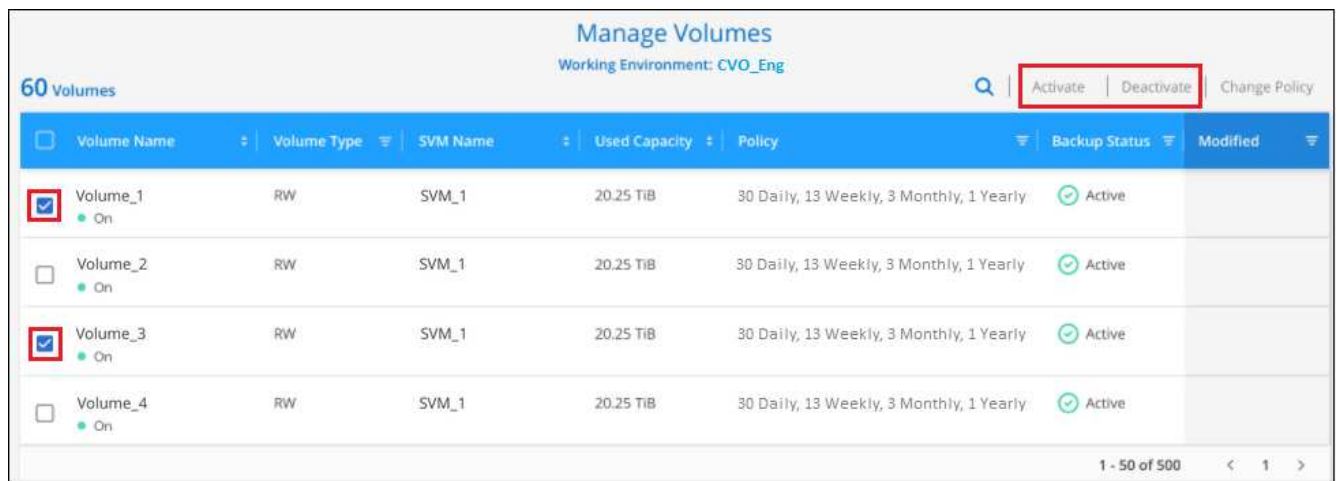 Manage Volumes
Working Environment: CVO_Eng
60 Volumes Activate Deactivate Change Policy
Volume Name Volume Type SVM Name Used Capacity Policy Backup Status Modified
Volume_1 RW SVM_1 20.25 TiB 30 Daily, 13 Weekly, 3 Monthly, 1 Yearly Active
On
Volume_2 RW SVM_1 20.25 TiB 30 Daily, 13 Weekly, 3 Monthly, 1 Yearly Active
On
Volume_3 RW SVM_1 20.25 TiB 30 Daily, 13 Weekly, 3 Monthly, 1 Yearly Active
On
Volume_4 RW SVM_1 20.25 TiB 30 Daily, 13 Weekly, 3 Monthly, 1 Yearly Active
On
1 - 50 of 500 < 1 >